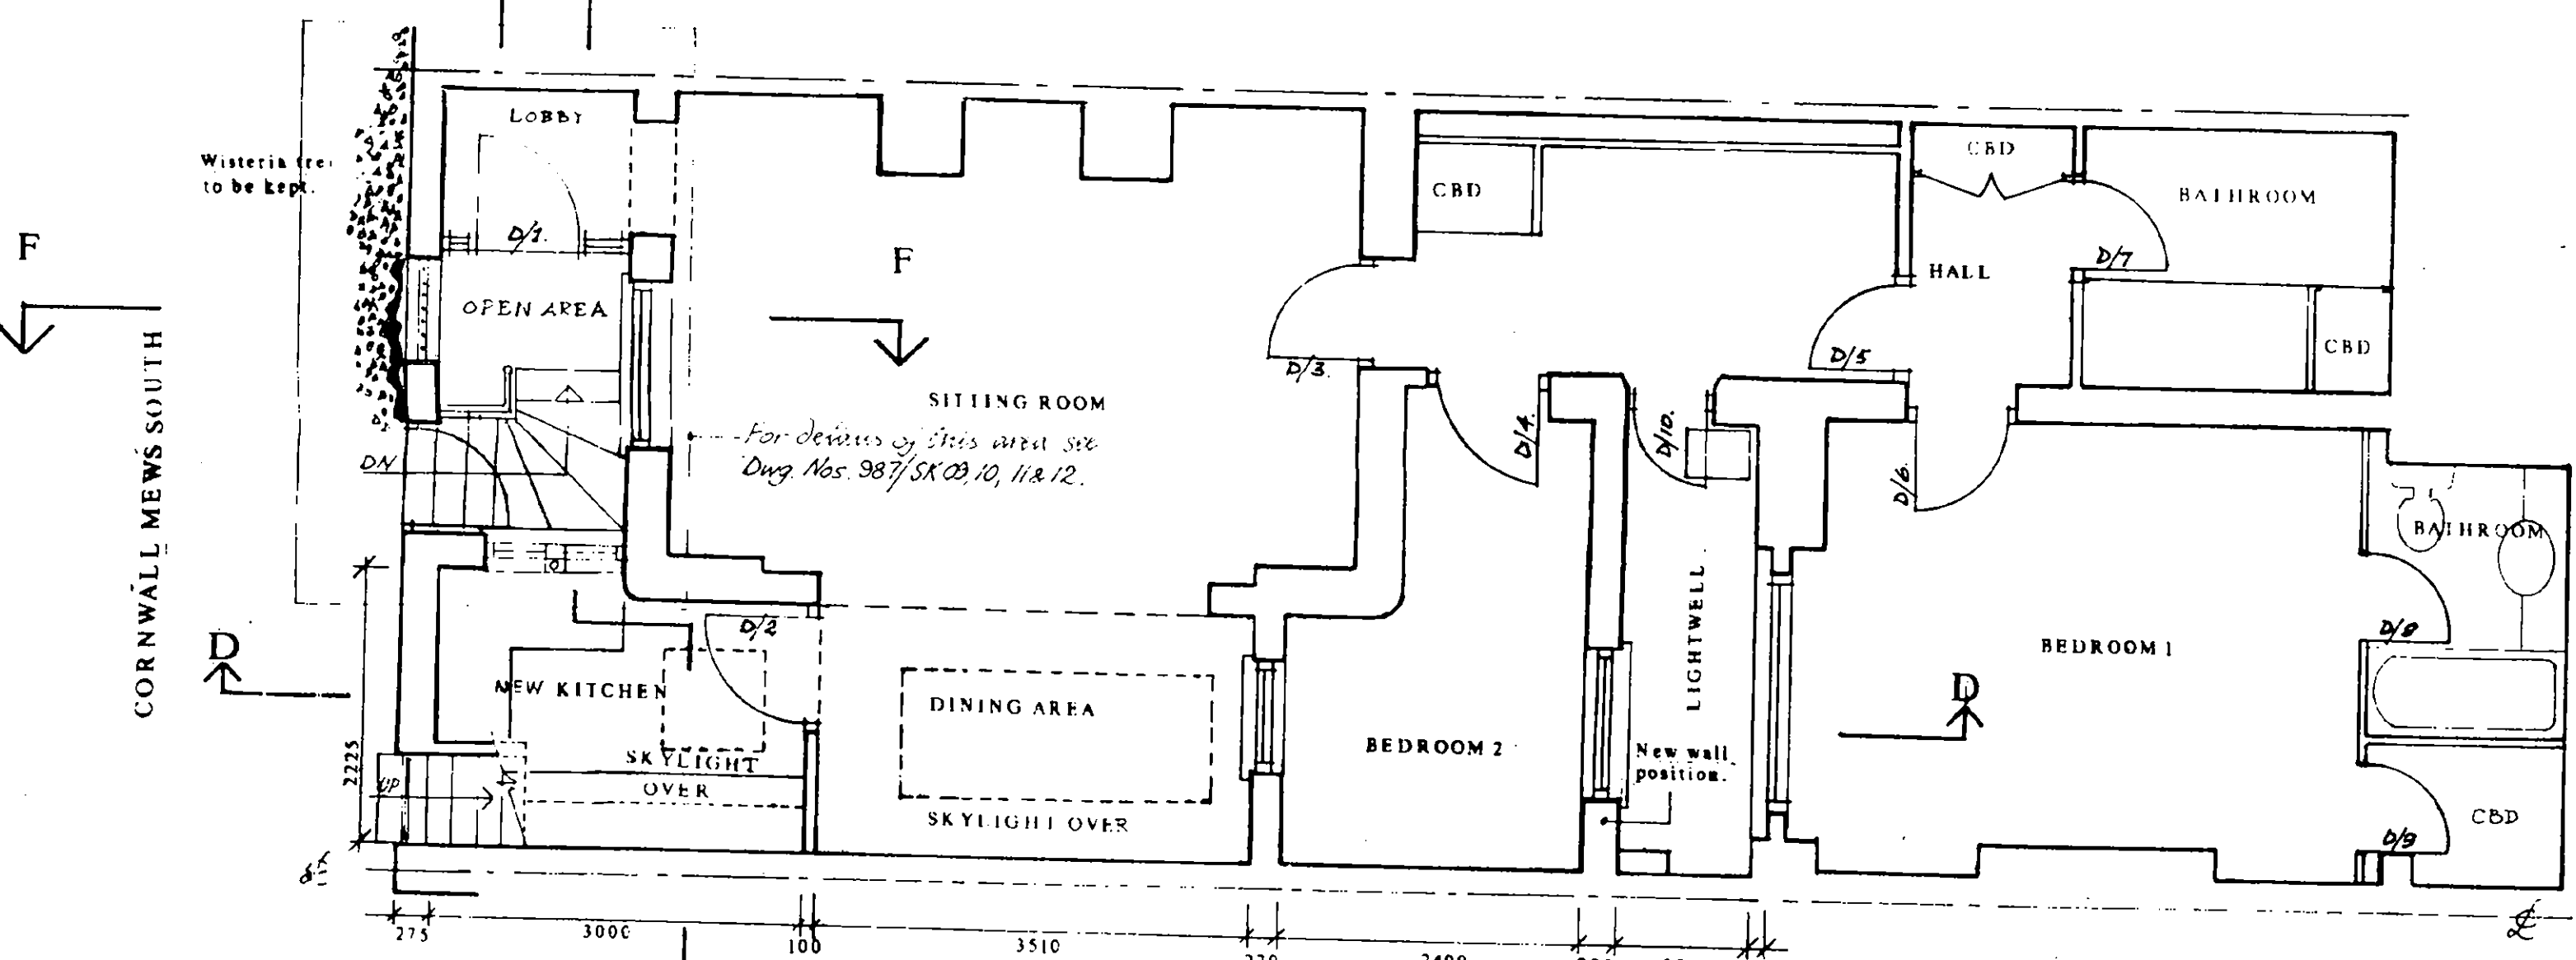 LOBBY
CBD
CBD
BATHROOM
Wisteria tre
to be kept.
F
D/1.
F
HALL
D/7
OPEN AREA
D/3.
D/5
CBD
CORNWALL MEWS SOUTH
SITTING ROOM
For details of this area see
Dwg. Nos. 987/SK 09, 10, 11 & 12.
D/4.
D/10.
D/6.
DN
BATHROOM
D
D/2
LIGHTWELL
BEDROOM 1
D/8
NEW KITCHEN
DINING AREA
D
BEDROOM 2
New wall
position.
SKYLIGHT
OVER
2225
UP
SKYLIGHT OVER
CBD
D/9
275
3000
100
3510